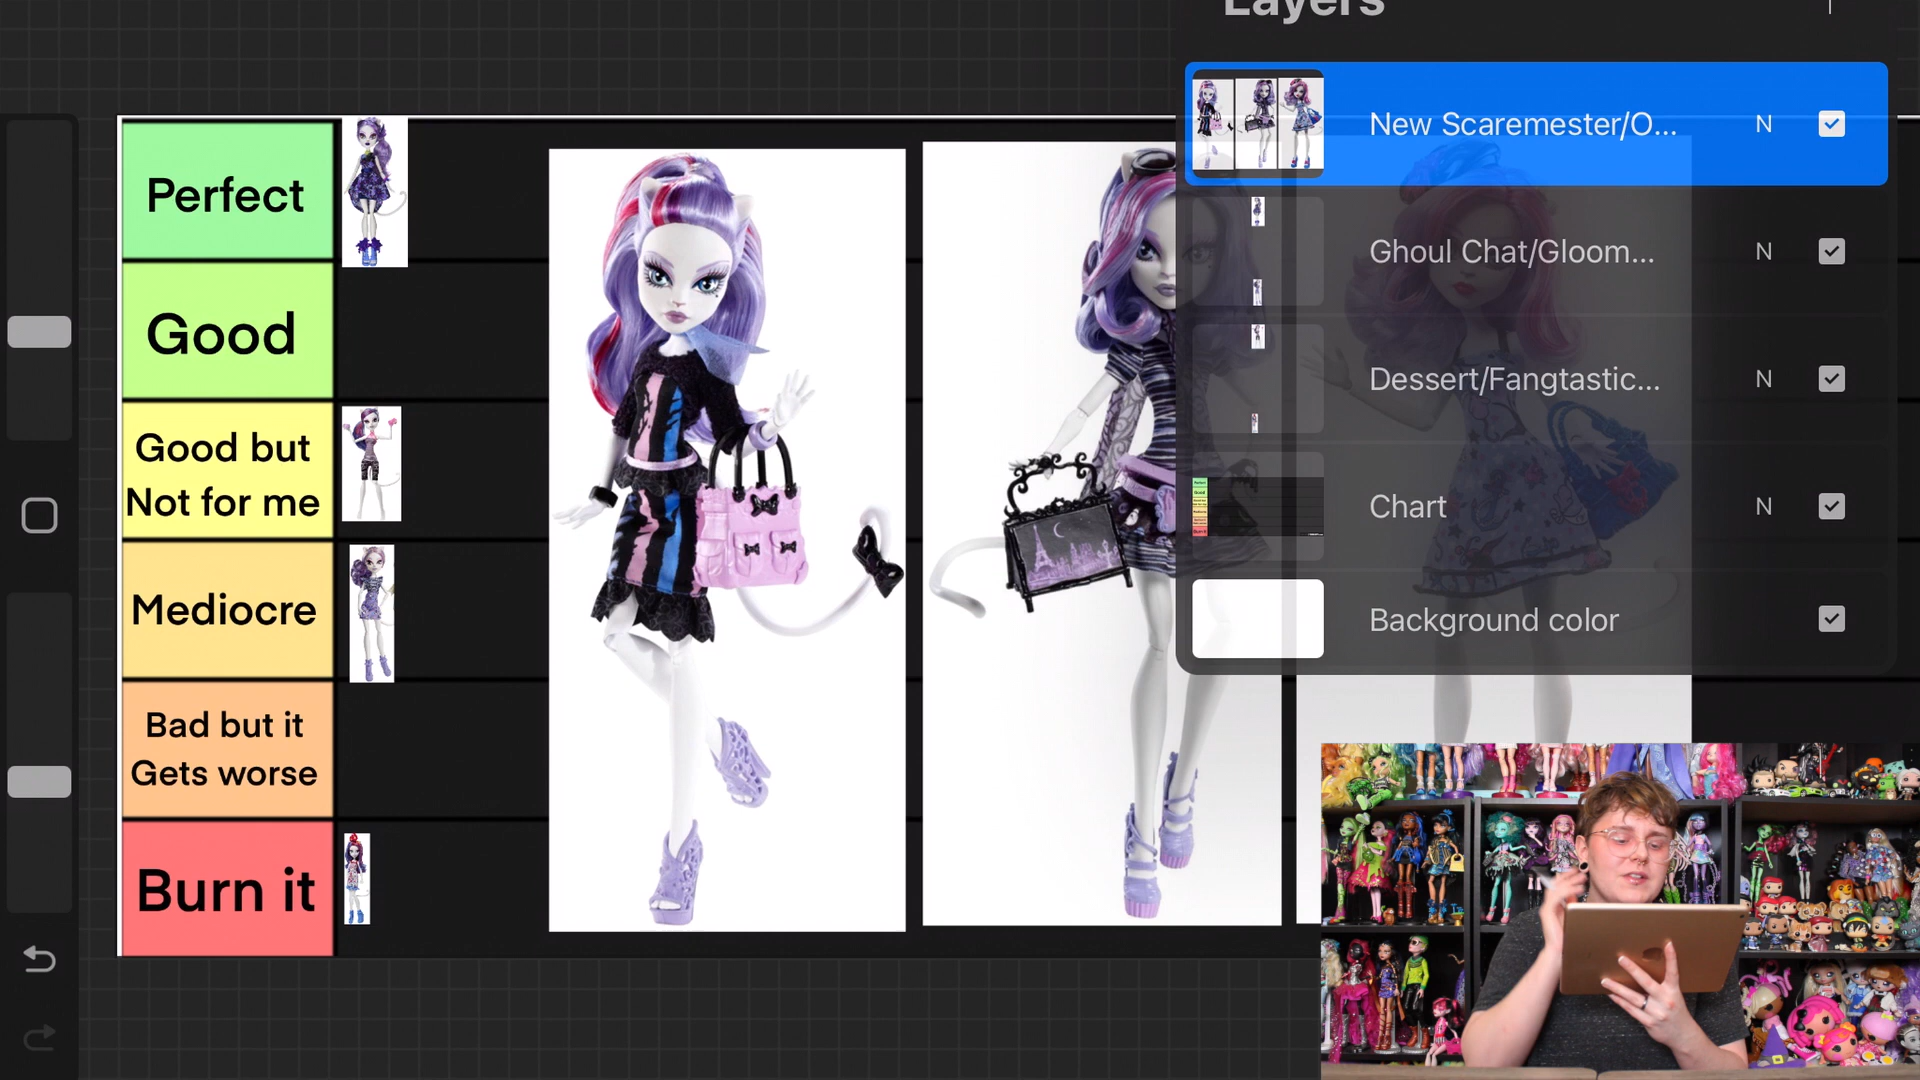 Layers
New Scaremester/O... N
Ghoul Chat/Gloom... N
Dessert/Fangtastic... N
Chart N
Background color
Perfect
Good
Good but
Not for me
Mediocre
Bad but it
Gets worse
Burn it